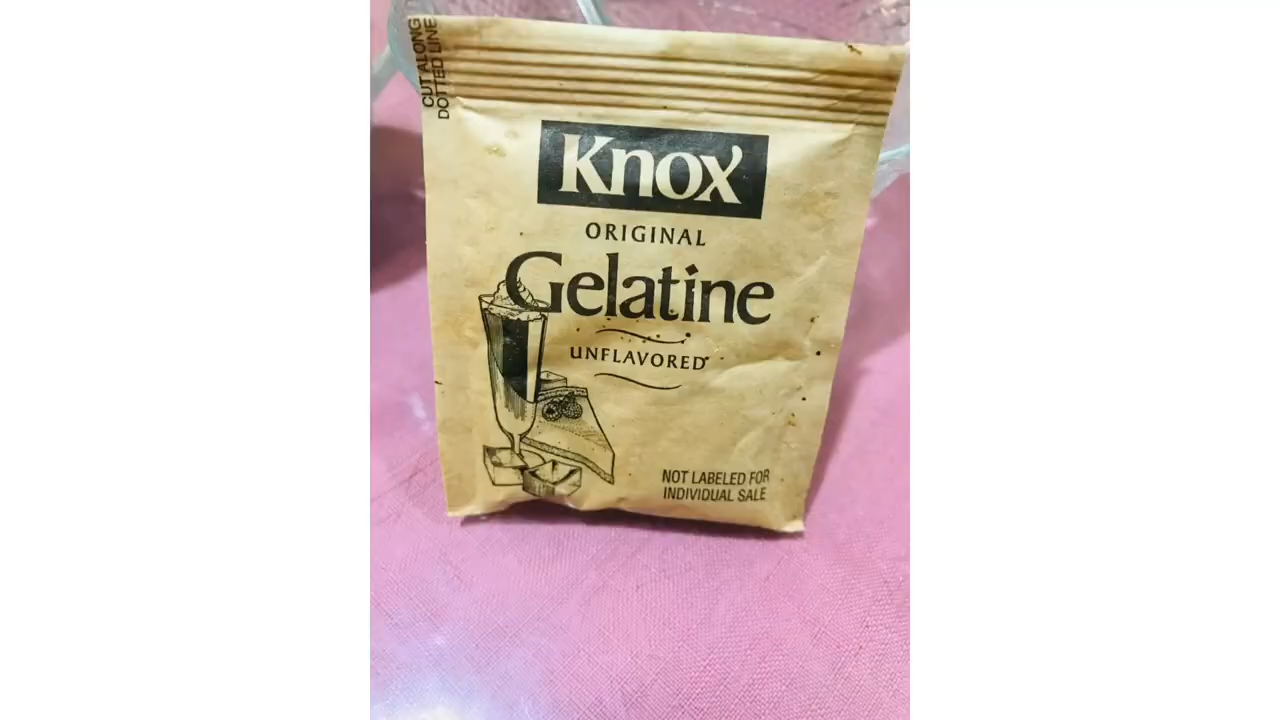 CUT ALONG
DOTTED LINE
Knox
ORIGINAL
Gelatine
UNFLAVORED
NOT LABELED FOR
INDIVIDUAL SALE